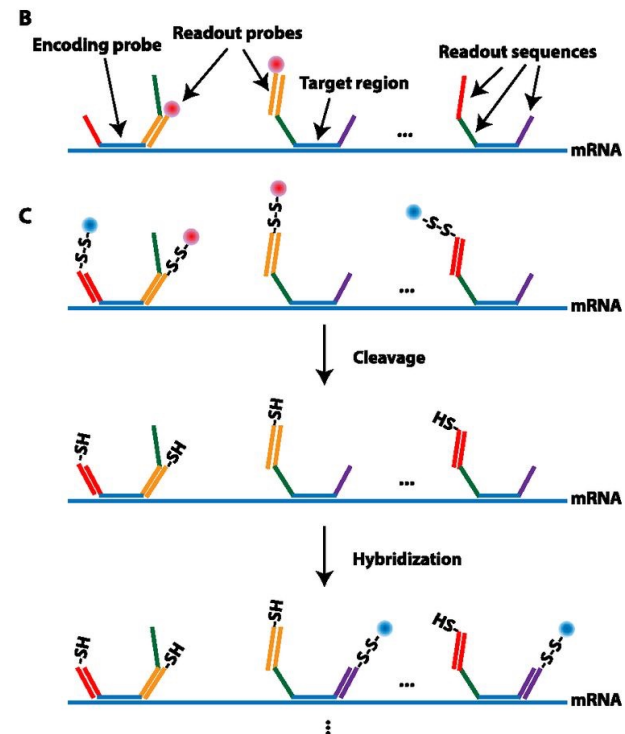 B
Encoding probe
Readout probes
Target region
Readout sequences
...
mRNA
C
-S-S-
-S-S-
-S-S-
-S-S-
...
mRNA
Cleavage
-SH
-SH
-SH
HS-
...
mRNA
Hybridization
-SH
-SH
-SH
-S-S-
HS-
-S-S-
...
mRNA
...